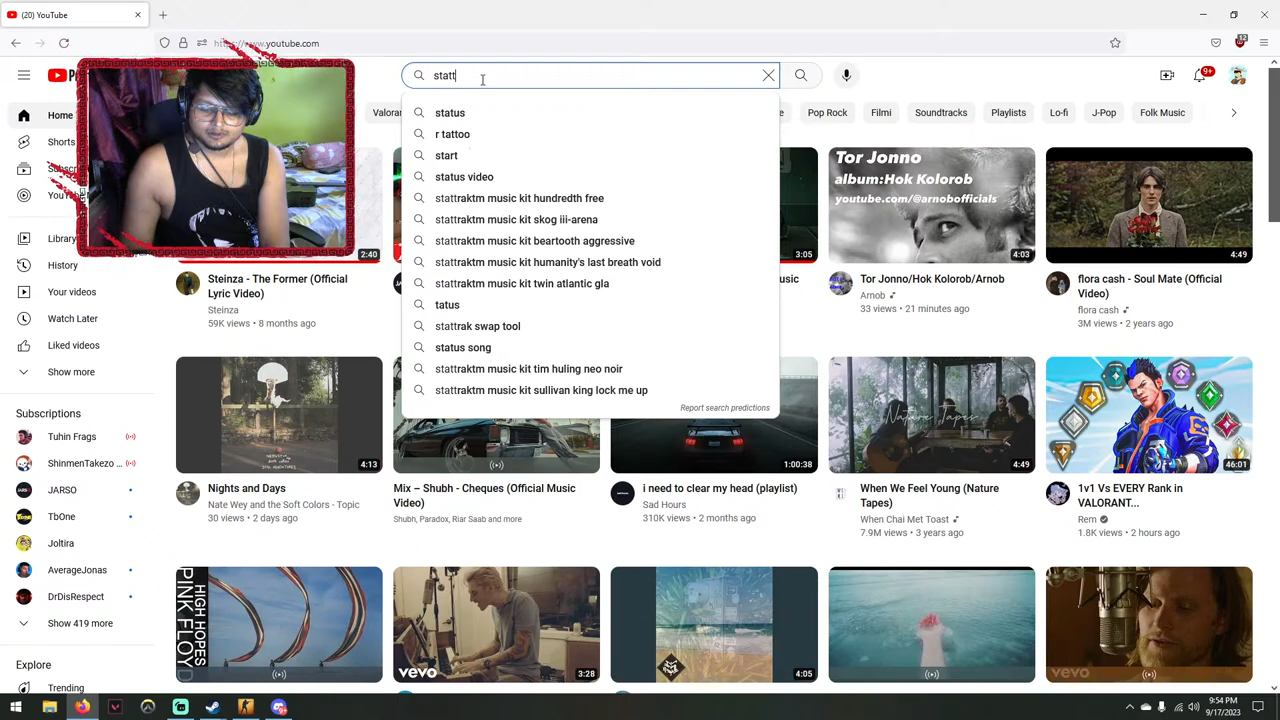 (20) YouTube
https://www.youtube.com
12
statt
9+
Home
Shorts
Library
History
Your videos
Watch Later
Liked videos
Show more
Subscriptions
Tuhin Frags
ShinmenTakezo ...
JARSO
TbOne
Joltira
AverageJonas
DrDisRespect
Show 419 more
Explore
Trending
status
r tattoo
start
status video
stattraktm music kit hundredth free
stattraktm music kit skog iii-arena
stattraktm music kit beartooth aggressive
stattraktm music kit humanity's last breath void
stattraktm music kit twin atlantic gla
tatus
stattrak swap tool
status song
stattraktm music kit tim huling neo noir
stattraktm music kit sullivan king lock me up
Report search predictions
Pop Rock
Filmi
Soundtracks
Playlists
Lo-fi
J-Pop
Folk Music
2:40
Steinza - The Former (Official
Lyric Video)
Steinza
59K views • 8 months ago
3:05
Tor Jonno
album:Hok Kolorob
youtube.com/@arnobofficials
4:03
Tor Jonno/Hok Kolorob/Arnob
Arnob
33 views • 21 minutes ago
4:49
flora cash - Soul Mate (Official
Video)
flora cash
3M views • 2 years ago
4:13
Nights and Days
Nate Wey and the Soft Colors - Topic
30 views • 2 days ago
Mix – Shubh - Cheques (Official Music
Video)
Shubh, Paradox, Riar Saab and more
1:00:38
i need to clear my head (playlist)
Sad Hours
310K views • 2 months ago
Nature Tapes
4:49
When We Feel Young (Nature
Tapes)
When Chai Met Toast
7.9M views • 3 years ago
46:01
1v1 Vs EVERY Rank in
VALORANT...
Rem
1.8K views • 2 hours ago
PINK FLOYD
HIGH HOPES
vevo
3:28
4:05
vevo
9:54 PM
9/17/2023